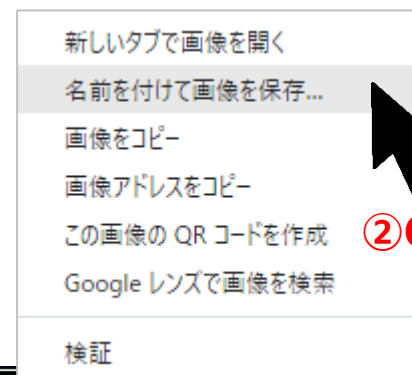 新しいタブで画像を開く
名前を付けて画像を保存...
画像をコピー
画像アドレスをコピー
この画像の QR コードを作成
②
Google レンズで画像を検索
検証